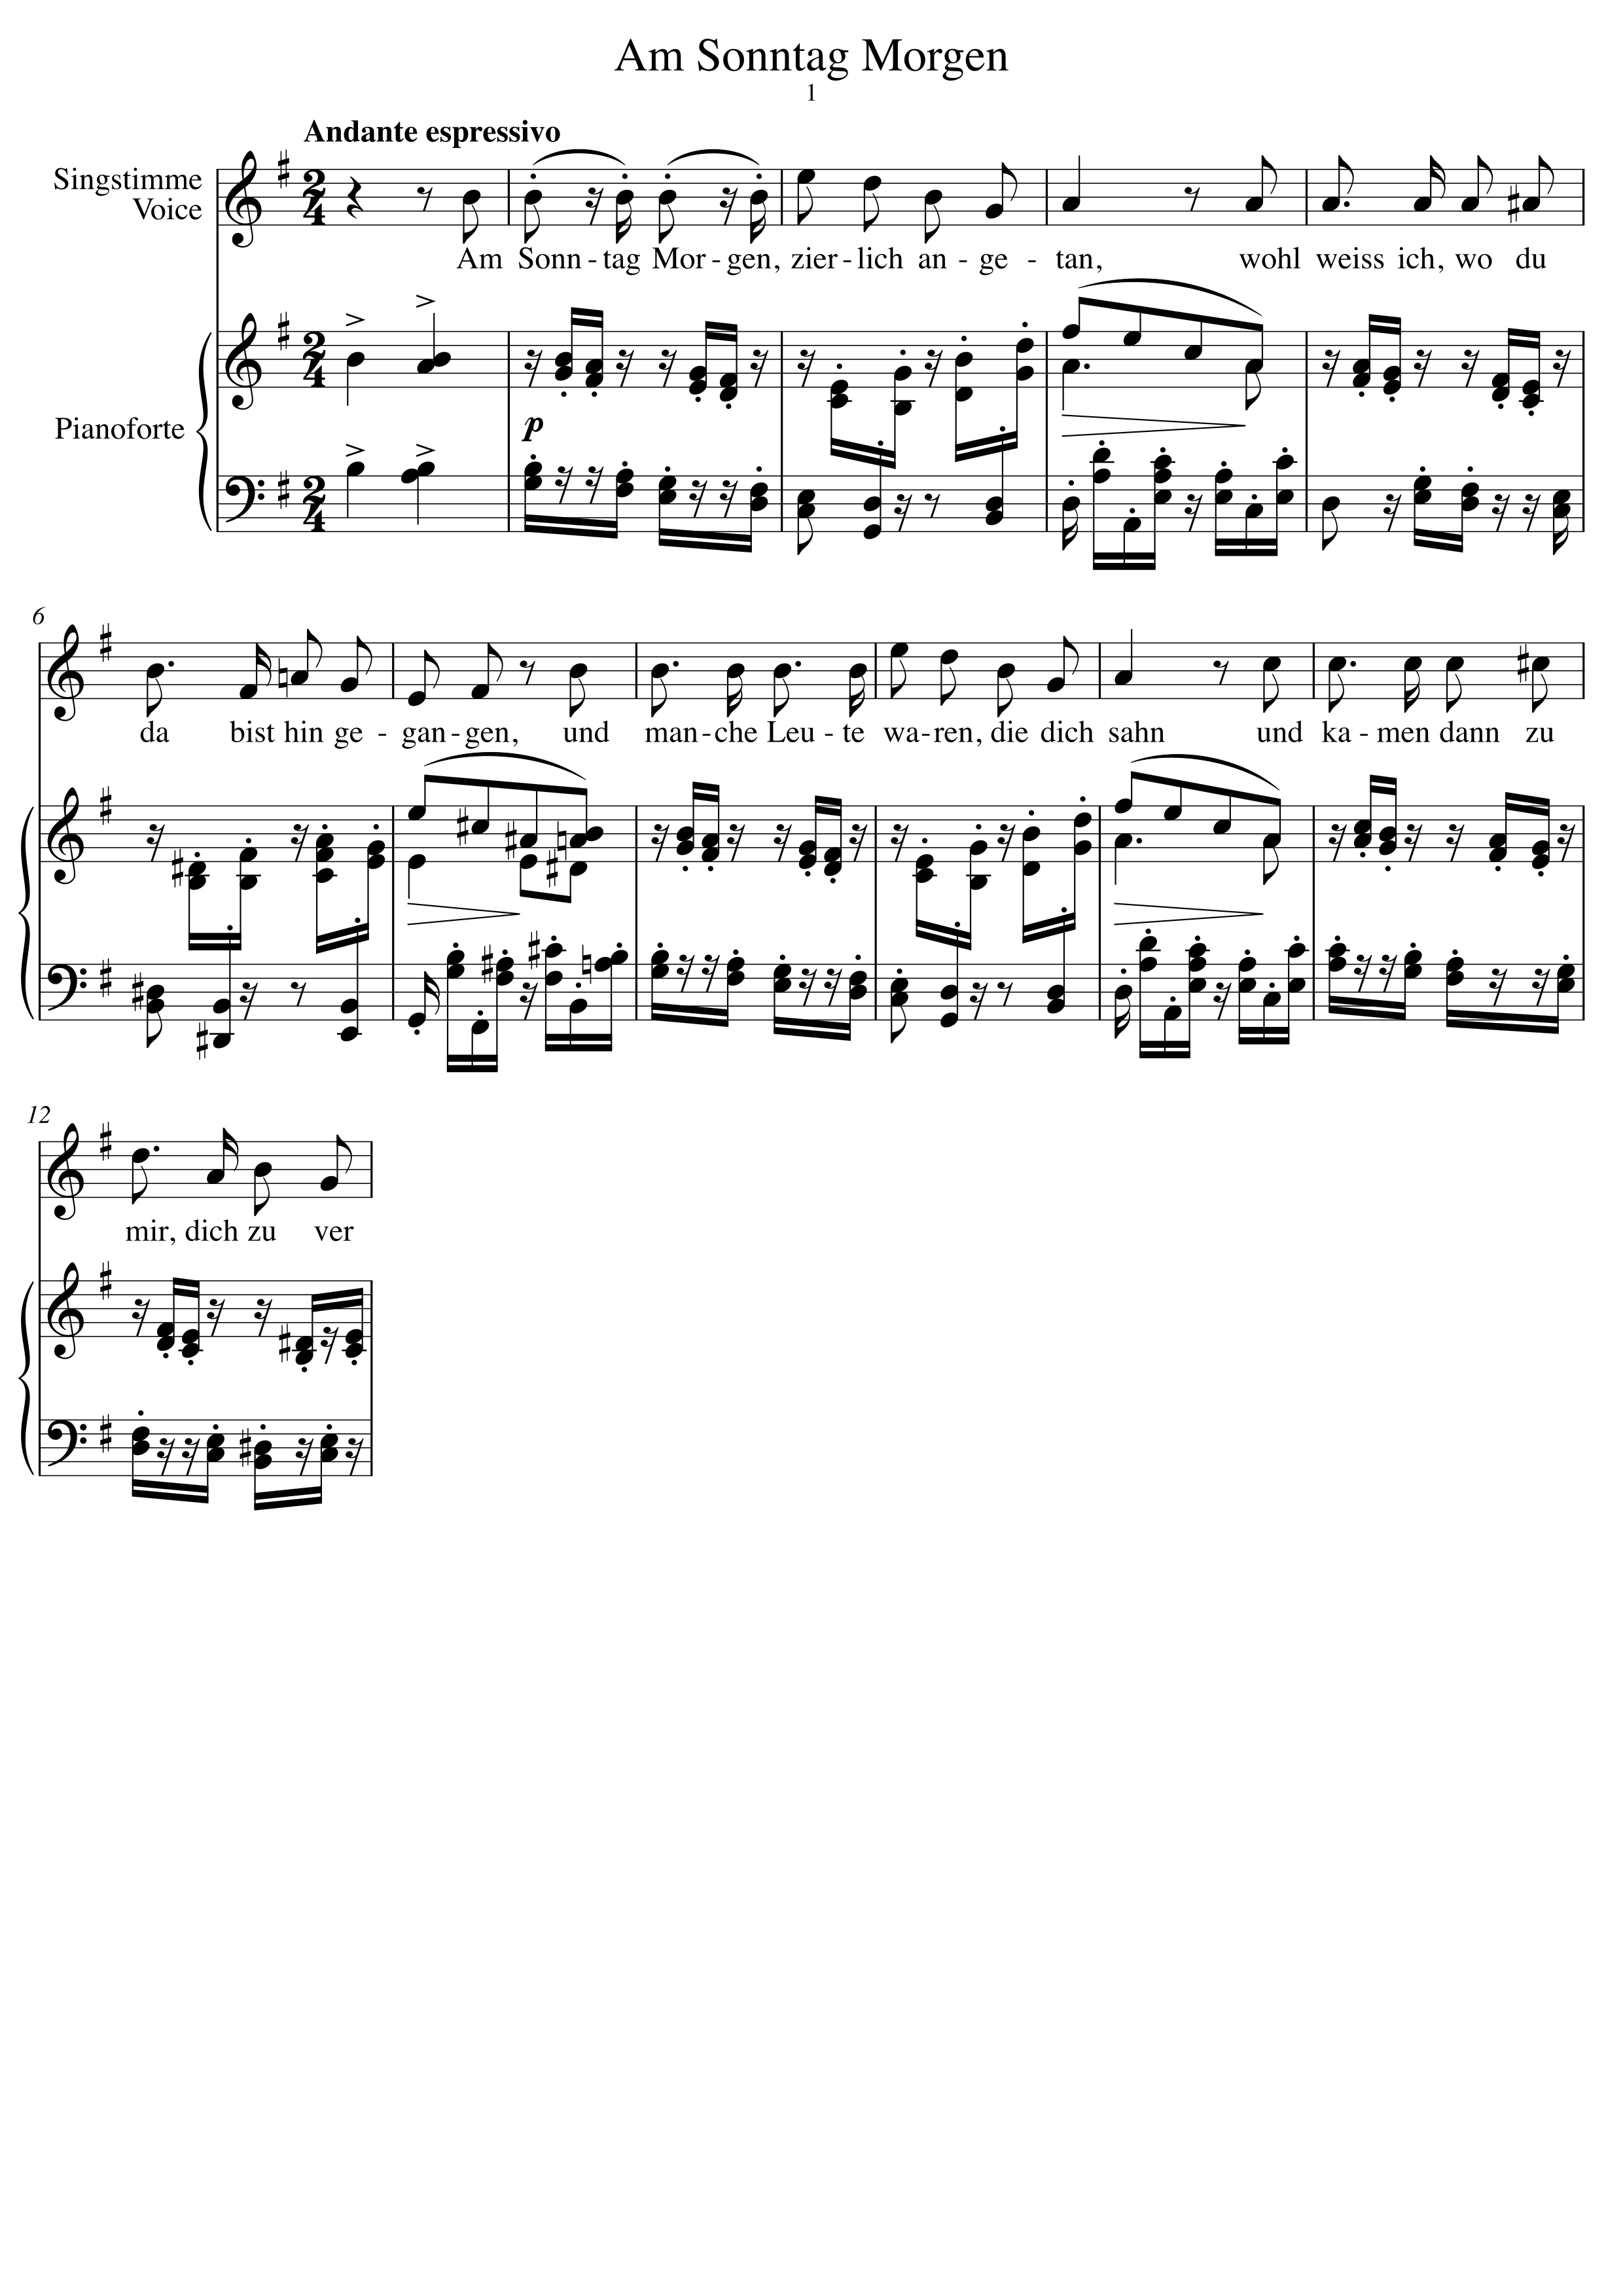 Am Sonntag Morgen
1
Andante espressivo
Singstimme
Voice
Am Sonn - tag Mor - gen, zier - lich an - ge - tan, wohl weiss ich, wo du
p
Pianoforte
6
da bist hin ge - gan - gen, und man - che Leu - te wa - ren, die dich sahn und ka - men dann zu
12
mir, dich zu ver